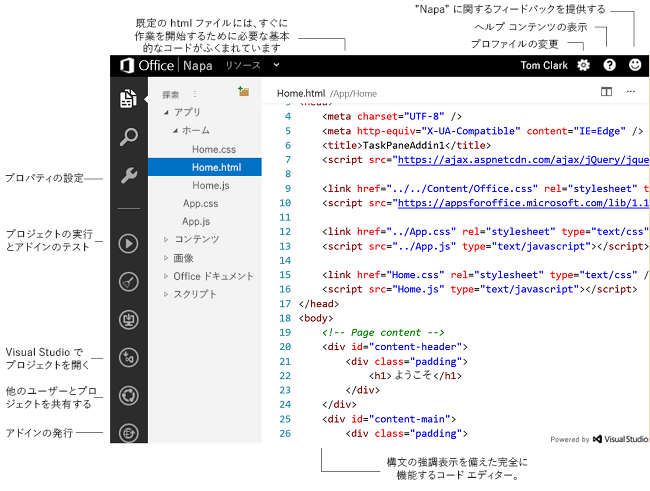 "Napa" に関するフィードバックを提供する
既定の html ファイルには、すぐに
作業を開始するために必要な基本
的なコードがふくまれています
ヘルプ コンテンツの表示
プロファイルの変更
Office | Napa リソース
Tom Clark
探索
Home.html /App/Home
アプリ
ホーム
Home.css
Home.html
Home.js
App.css
App.js
コンテンツ
画像
Office ドキュメント
スクリプト
プロパティの設定
プロジェクトの実行
とアドインのテスト
Visual Studio で
プロジェクトを開く
他のユーザーとプロ
ジェクトを共有する
アドインの発行
3 <head>
4 <meta charset="UTF-8" />
5 <meta http-equiv="X-UA-Compatible" content="IE=Edge" />
6 <title>TaskPaneAddin1</title>
7 <script src="https://ajax.aspnetcdn.com/ajax/jQuery/jque
8
9 <link href="../../Content/Office.css" rel="stylesheet" t
10 <script src="https://appsforoffice.microsoft.com/lib/1.1
11
12 <link href="../App.css" rel="stylesheet" type="text/css"
13 <script src="../App.js" type="text/javascript"></script>
14
15 <link href="Home.css" rel="stylesheet" type="text/css" /
16 <script src="Home.js" type="text/javascript"></script>
17 </head>
18 <body>
19 <!-- Page content -->
20 <div id="content-header">
21 <div class="padding">
22 <h1>ようこそ</h1>
23 </div>
24 </div>
25 <div id="content-main">
26 <div class="padding">
Powered by Visual Studio
構文の強調表示を備えた完全に
機能するコード エディター。